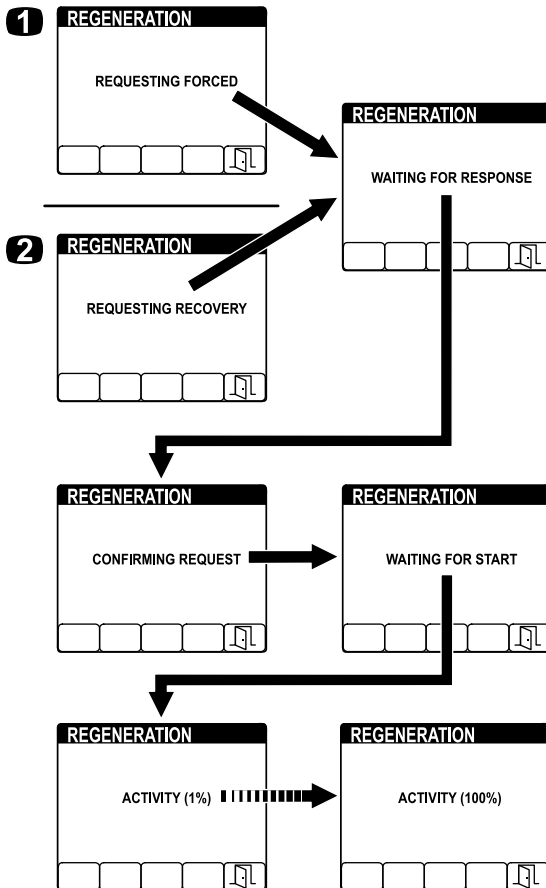 1
REGENERATION
REQUESTING FORCED
REGENERATION
WAITING FOR RESPONSE
2
REGENERATION
REQUESTING RECOVERY
REGENERATION
CONFIRMING REQUEST
REGENERATION
WAITING FOR START
REGENERATION
ACTIVITY (1%)
REGENERATION
ACTIVITY (100%)